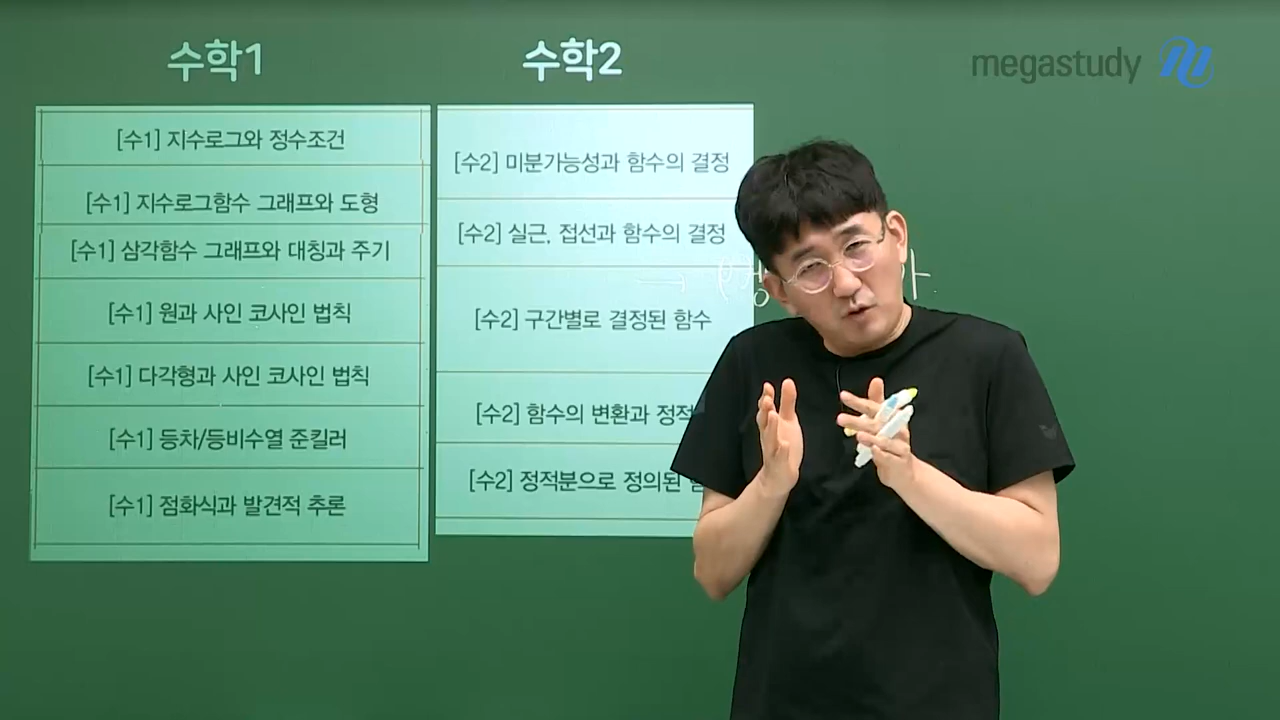 수학1
[수1] 지수로그와 정수조건
[수1] 지수로그함수 그래프와 도형
[수1] 삼각함수 그래프와 대칭과 주기
[수1] 원과 사인 코사인 법칙
[수1] 다각형과 사인 코사인 법칙
[수1] 등차/등비수열 준킬러
[수1] 점화식과 발견적 추론
수학2
[수2] 미분가능성과 함수의 결정
[수2] 실근, 접선과 함수의 결정
[수2] 구간별로 결정된 함수
[수2] 함수의 변환과
[수2] 정적분으로 정의된
megastudy